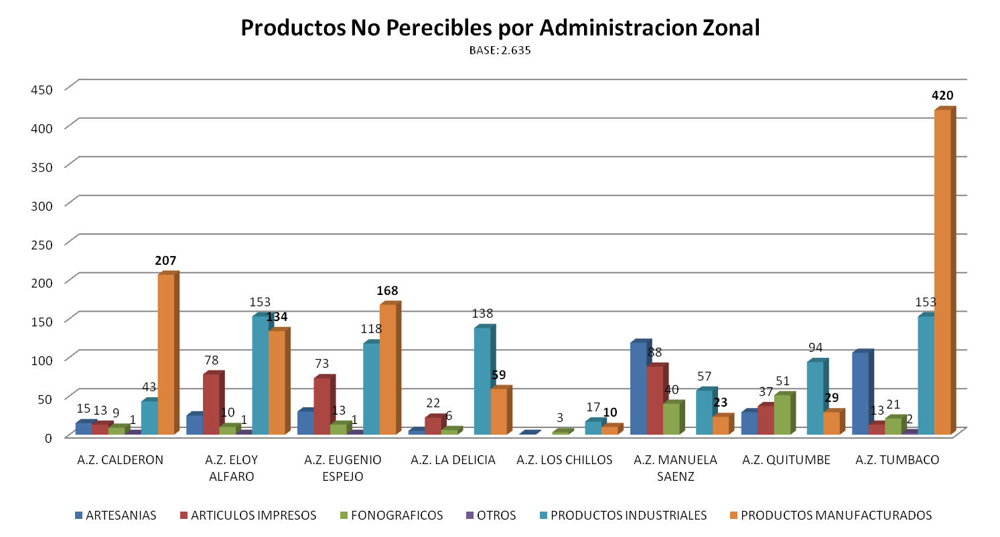 Productos No Perecibles por Administracion Zonal
BASE: 2.635
450
400
350
300
250
200
150
100
50
0
15 13 9 1 43 207
78 10 1 153 134
73 13 1 118 168
22 6 138 59
3 17 10
88 40 57 23
37 51 94 29
13 21 2 153 420
A.Z. CALDERON
A.Z. ELOY
ALFARO
A.Z. EUGENIO
ESPEJO
A.Z. LA DELICIA
A.Z. LOS CHILLOS
A.Z. MANUELA
SAENZ
A.Z. QUITUMBE
A.Z. TUMBACO
ARTESANIAS
ARTICULOS IMPRESOS
FONOGRAFICOS
OTROS
PRODUCTOS INDUSTRIALES
PRODUCTOS MANUFACTURADOS